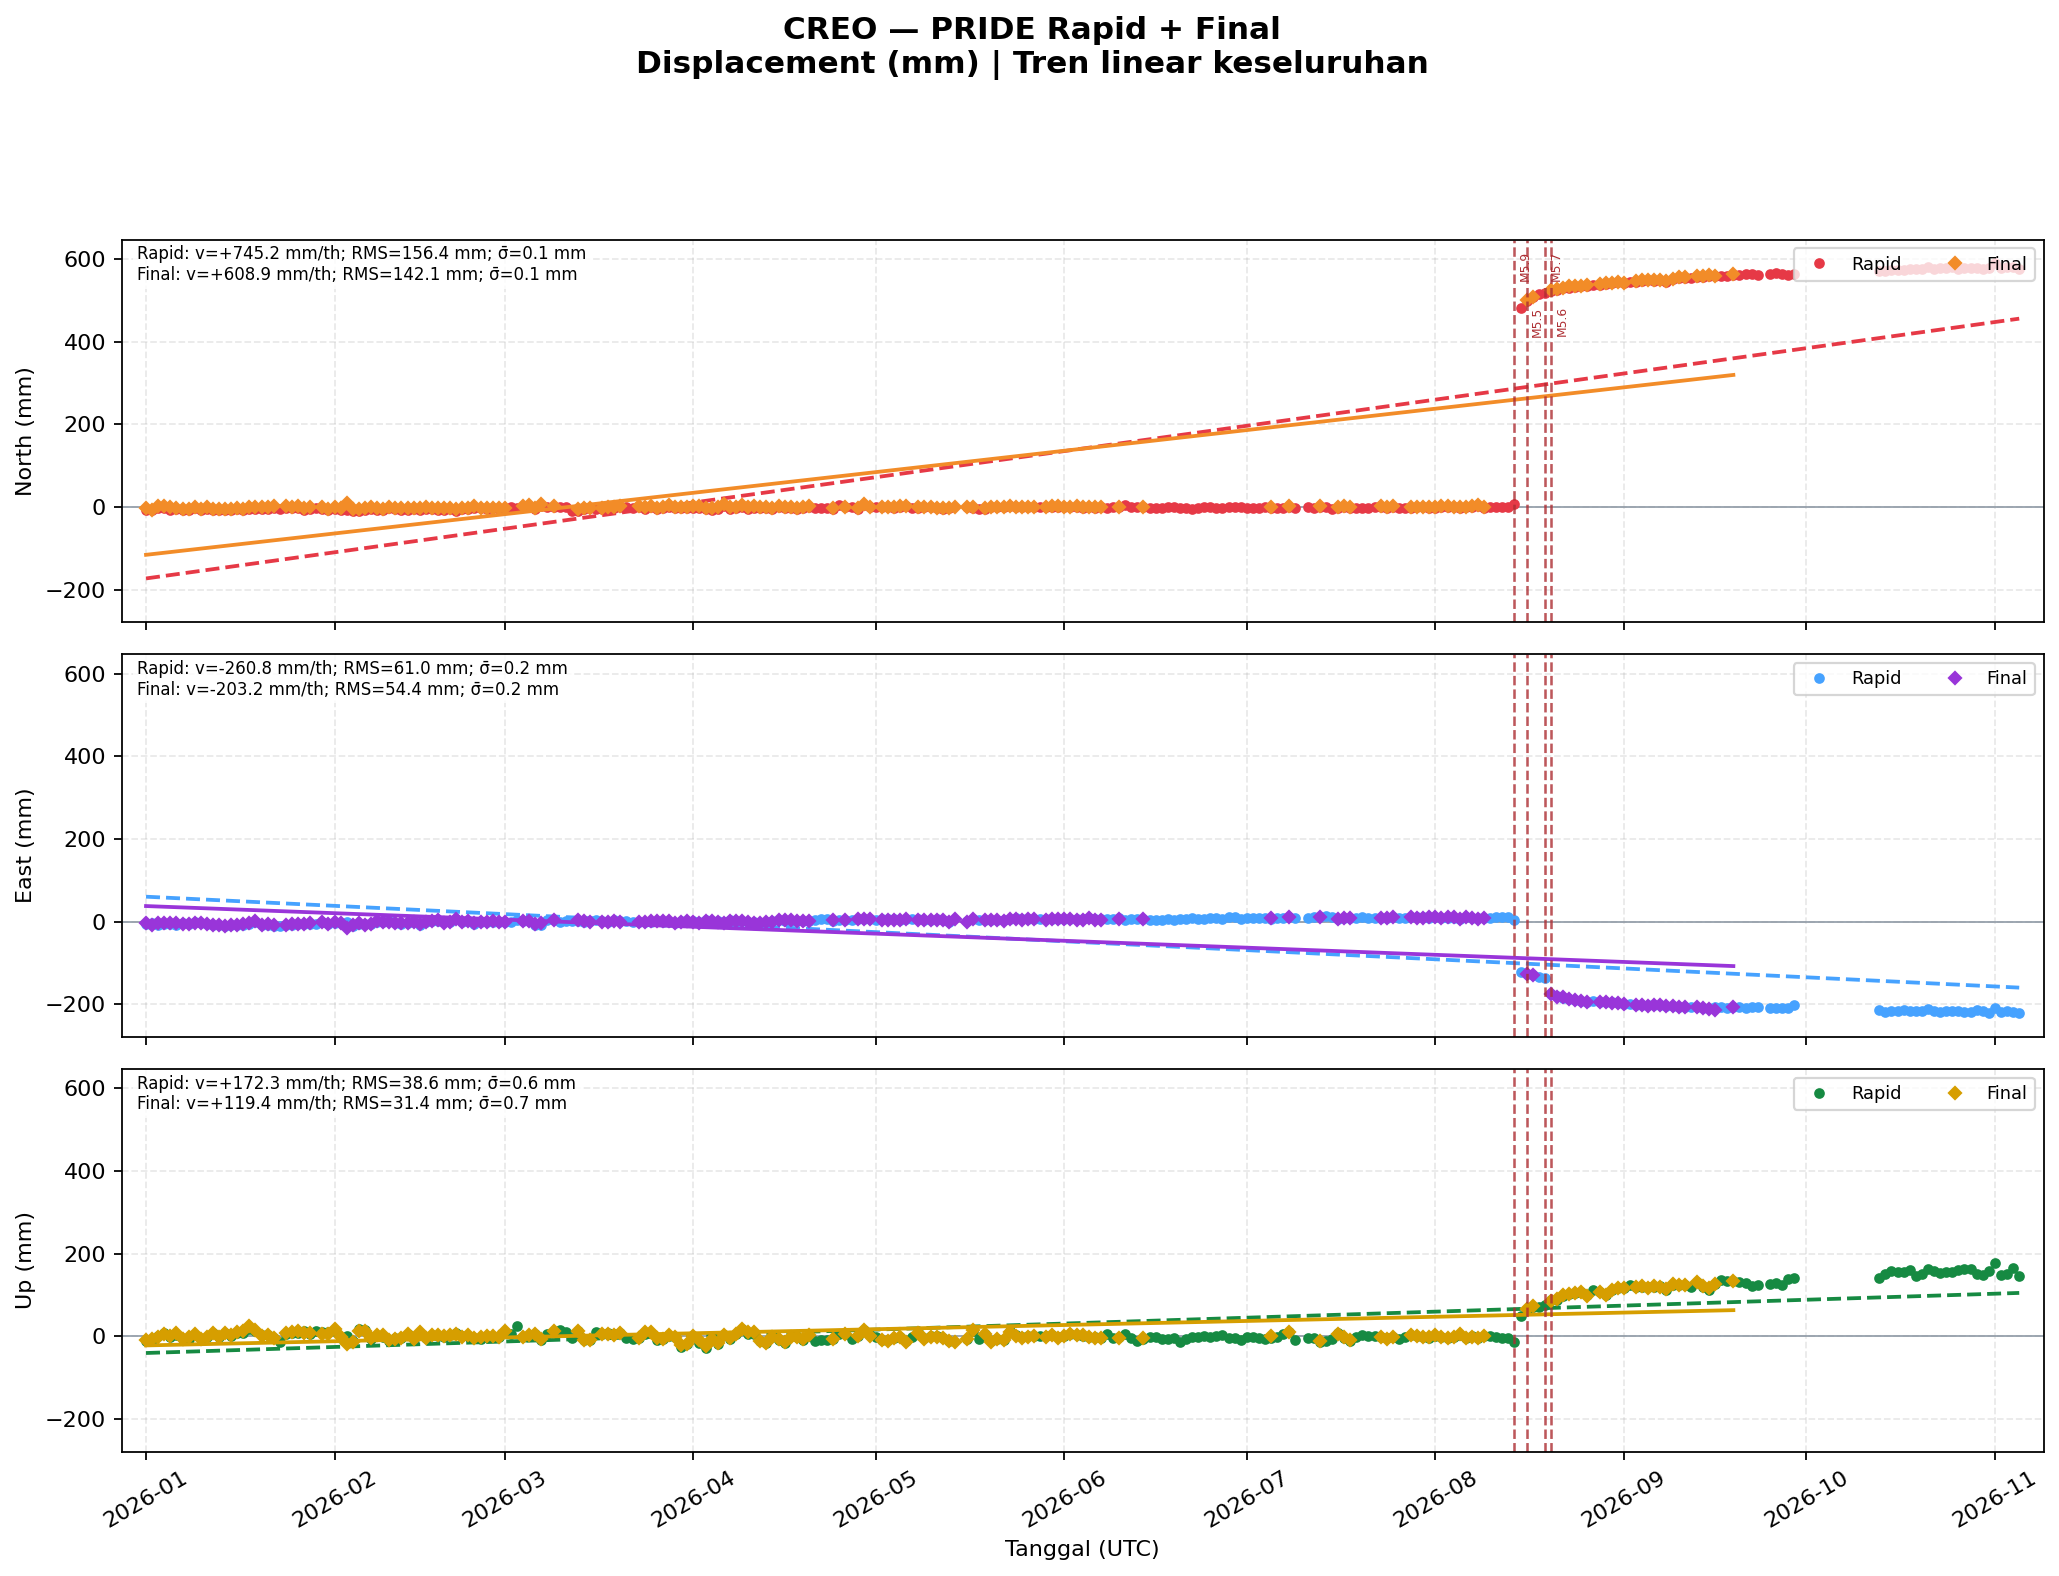 CREO — PRIDE Rapid + Final
Displacement (mm) | Tren linear keseluruhan
Rapid: v=+745.2 mm/th; RMS=156.4 mm; σ̄=0.1 mm
Final: v=+608.9 mm/th; RMS=142.1 mm; σ̄=0.1 mm
Rapid
Final
M5.9
M5.5
M5.7
M5.6
600
400
200
0
−200
North (mm)
Rapid: v=-260.8 mm/th; RMS=61.0 mm; σ̄=0.2 mm
Final: v=-203.2 mm/th; RMS=54.4 mm; σ̄=0.2 mm
Rapid
Final
600
400
200
0
−200
East (mm)
Rapid: v=+172.3 mm/th; RMS=38.6 mm; σ̄=0.6 mm
Final: v=+119.4 mm/th; RMS=31.4 mm; σ̄=0.7 mm
Rapid
Final
600
400
200
0
−200
Up (mm)
2026-01
2026-02
2026-03
2026-04
2026-05
2026-06
2026-07
2026-08
2026-09
2026-10
2026-11
Tanggal (UTC)